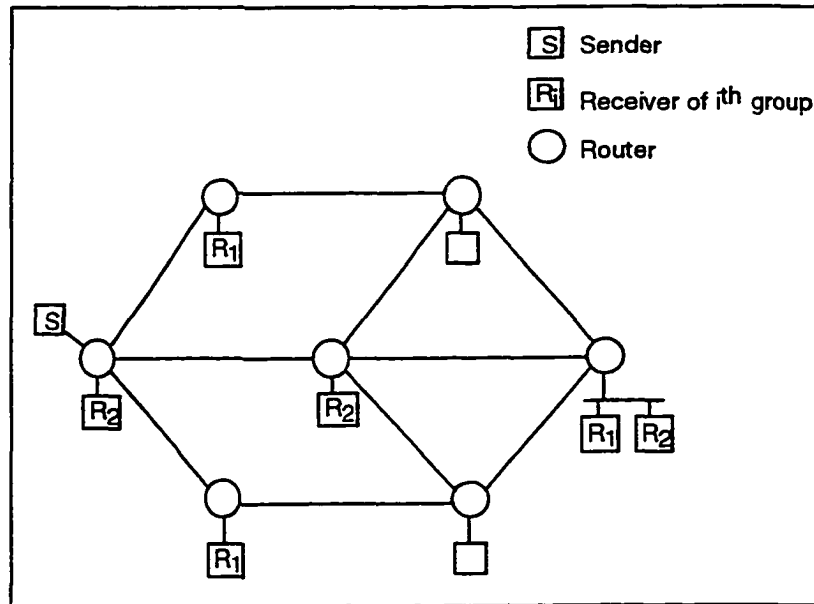 S Sender
Ri Receiver of ith group
Router
R1
S
R2
R2
R1 R2
R1